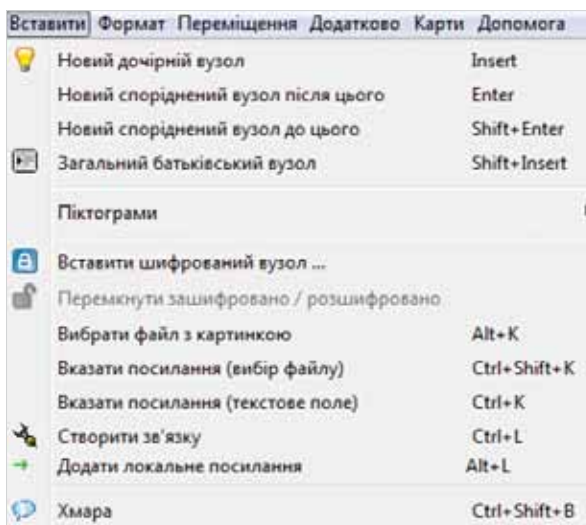 Вставити Формат Переміщення Додатково Карти Допомога
Новий дочірній вузол Insert
Новий споріднений вузол після цього Enter
Новий споріднений вузол до цього Shift+Enter
Загальний батьківський вузол Shift+Insert
Піктограми
Вставити шифрований вузол ...
Перемкнути зашифровано / розшифровано
Вибрати файл з картинкою Alt+K
Вказати посилання (вибір файлу) Ctrl+Shift+K
Вказати посилання (текстове поле) Ctrl+K
Створити зв'язку Ctrl+L
Додати локальне посилання Alt+L
Хмара Ctrl+Shift+B